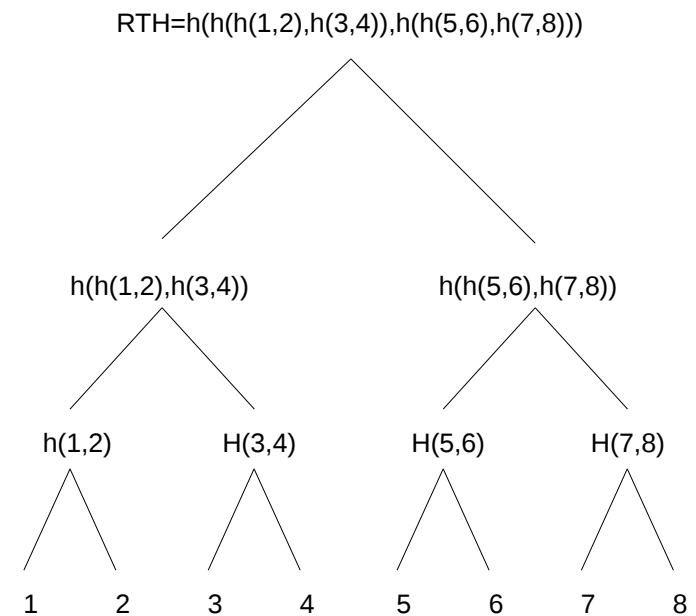 RTH=h(h(h(1,2),h(3,4)),h(h(5,6),h(7,8)))
h(h(1,2),h(3,4)) h(h(5,6),h(7,8))
h(1,2) H(3,4) H(5,6) H(7,8)
1 2 3 4 5 6 7 8